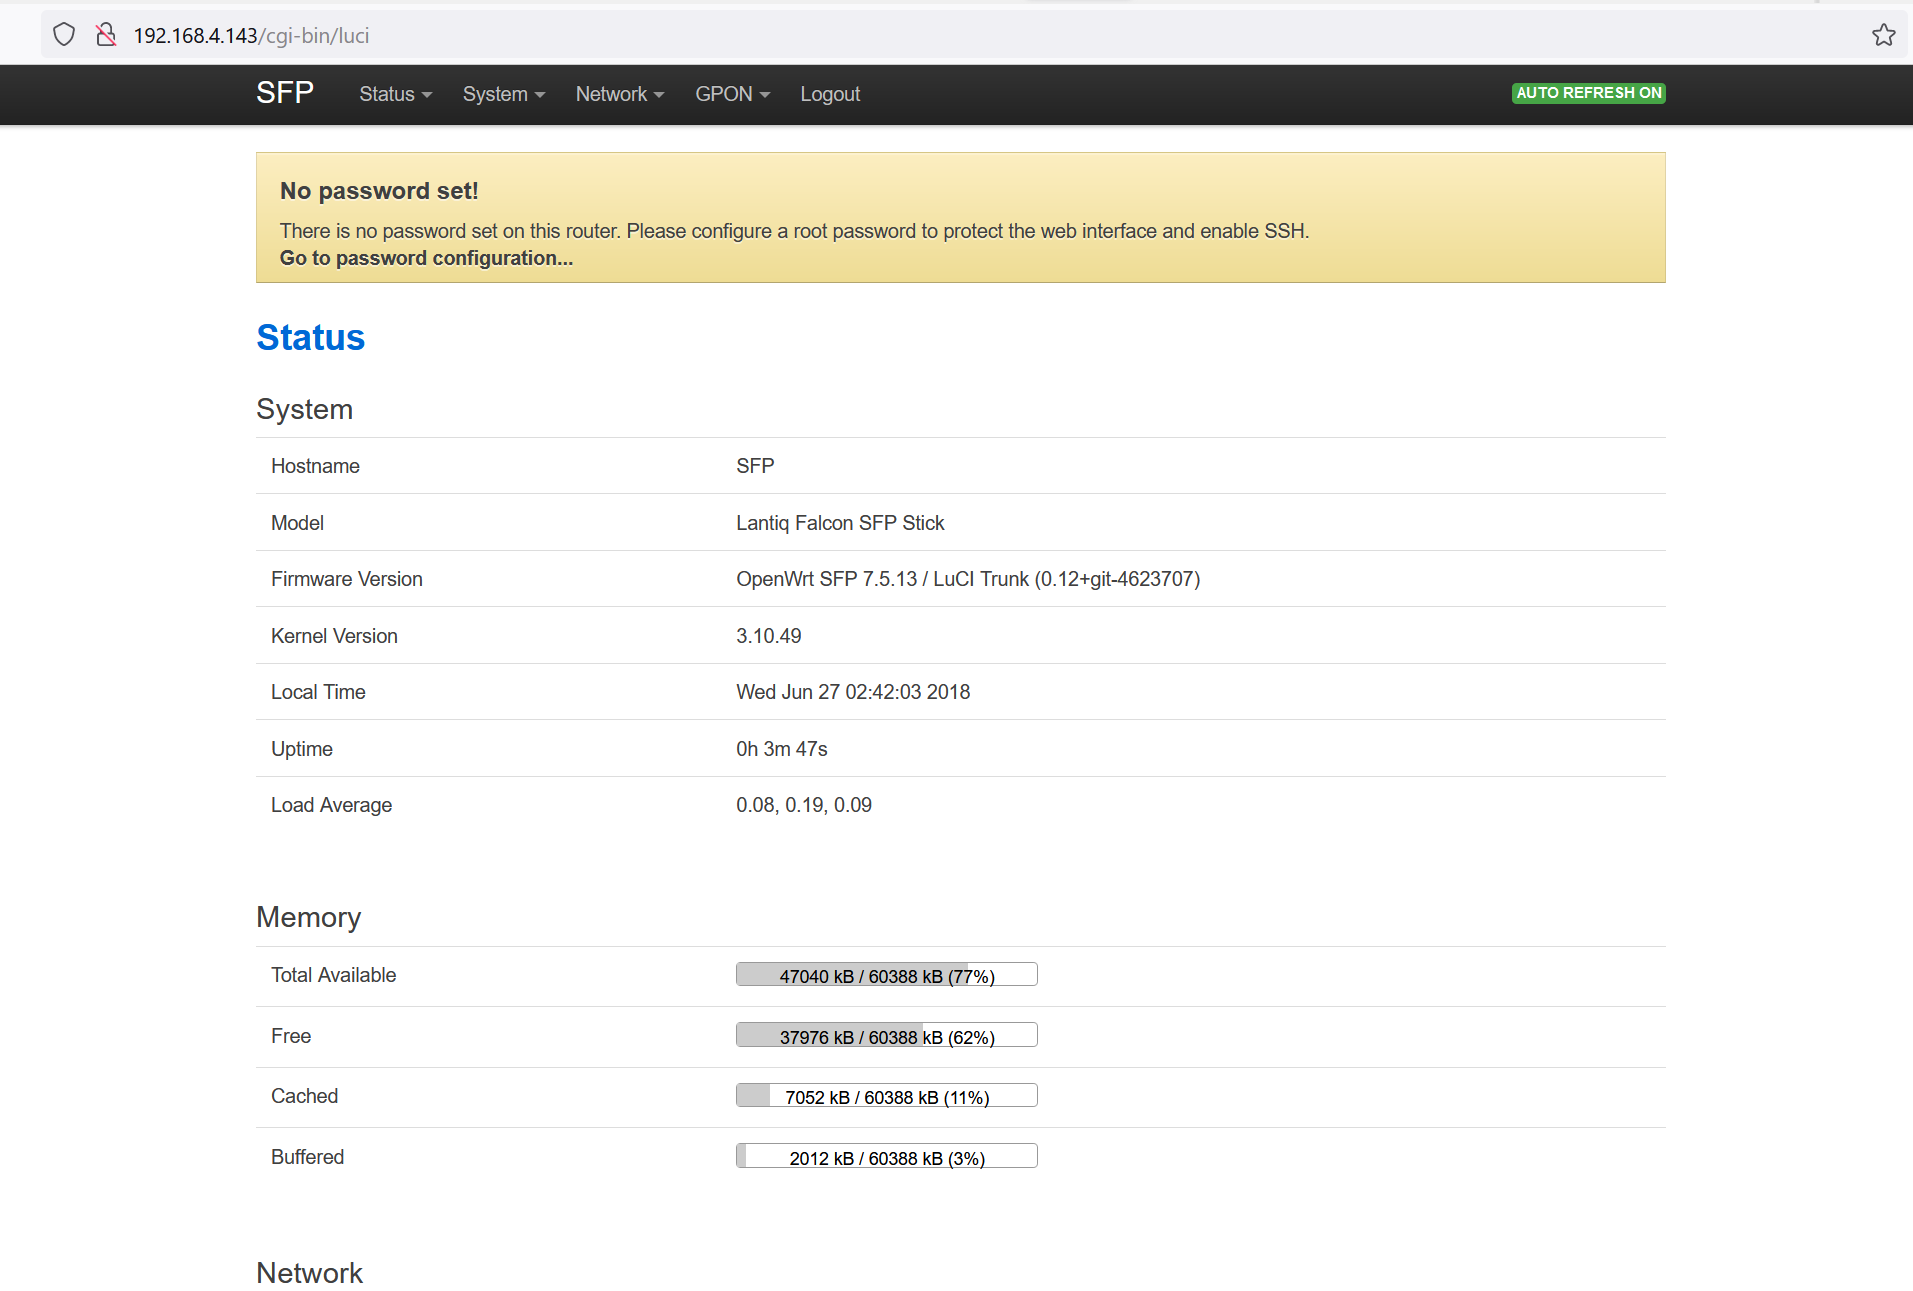 192.168.4.143/cgi-bin/luci
SFP Status System Network GPON Logout AUTO REFRESH ON
No password set!
There is no password set on this router. Please configure a root password to protect the web interface and enable SSH.
Go to password configuration...
Status
System
Hostname SFP
Model Lantiq Falcon SFP Stick
Firmware Version OpenWrt SFP 7.5.13 / LuCI Trunk (0.12+git-4623707)
Kernel Version 3.10.49
Local Time Wed Jun 27 02:42:03 2018
Uptime 0h 3m 47s
Load Average 0.08, 0.19, 0.09
Memory
Total Available 47040 kB / 60388 kB (77%)
Free 37976 kB / 60388 kB (62%)
Cached 7052 kB / 60388 kB (11%)
Buffered 2012 kB / 60388 kB (3%)
Network